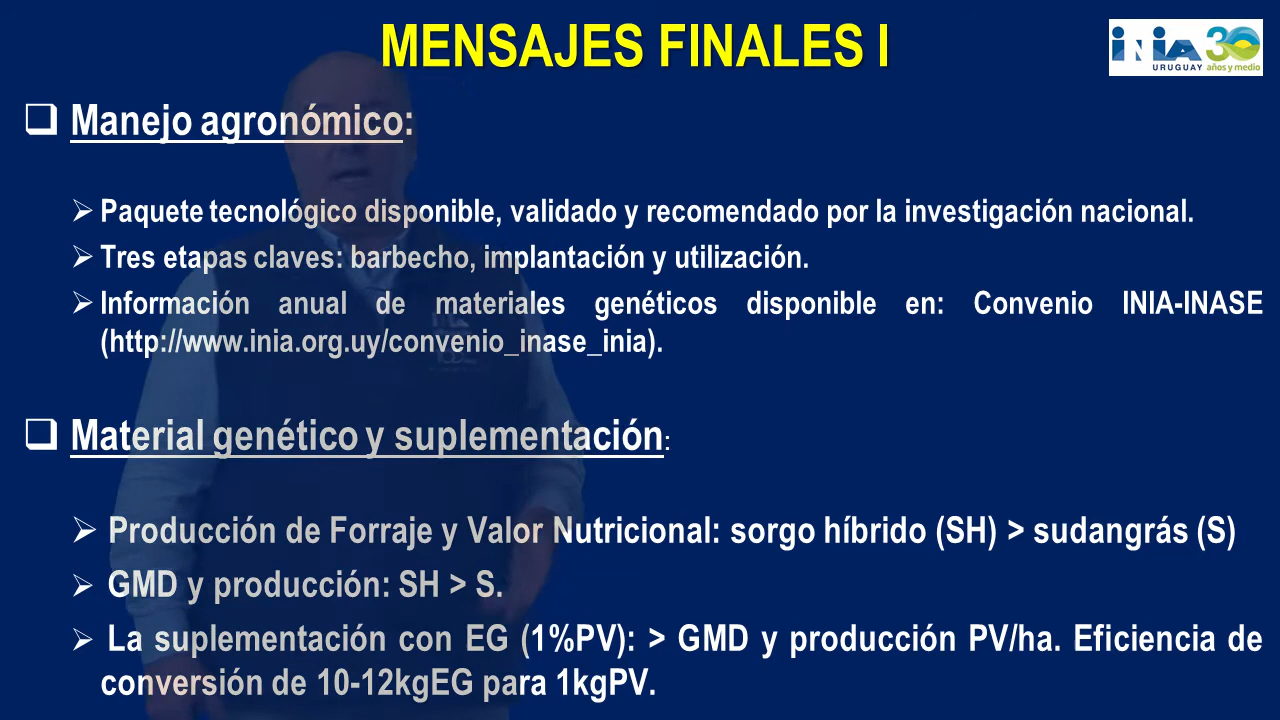 MENSAJES FINALES I
INIA 30
URUGUAY años y medio
❑ Manejo agronómico:
➢ Paquete tecnológico disponible, validado y recomendado por la investigación nacional.
➢ Tres etapas claves: barbecho, implantación y utilización.
➢ Información anual de materiales genéticos disponible en: Convenio INIA-INASE
(http://www.inia.org.uy/convenio_inase_inia).
❑ Material genético y suplementación:
➢ Producción de Forraje y Valor Nutricional: sorgo híbrido (SH) > sudangrás (S)
➢ GMD y producción: SH > S.
➢ La suplementación con EG (1%PV): > GMD y producción PV/ha. Eficiencia de
conversión de 10-12kgEG para 1kgPV.